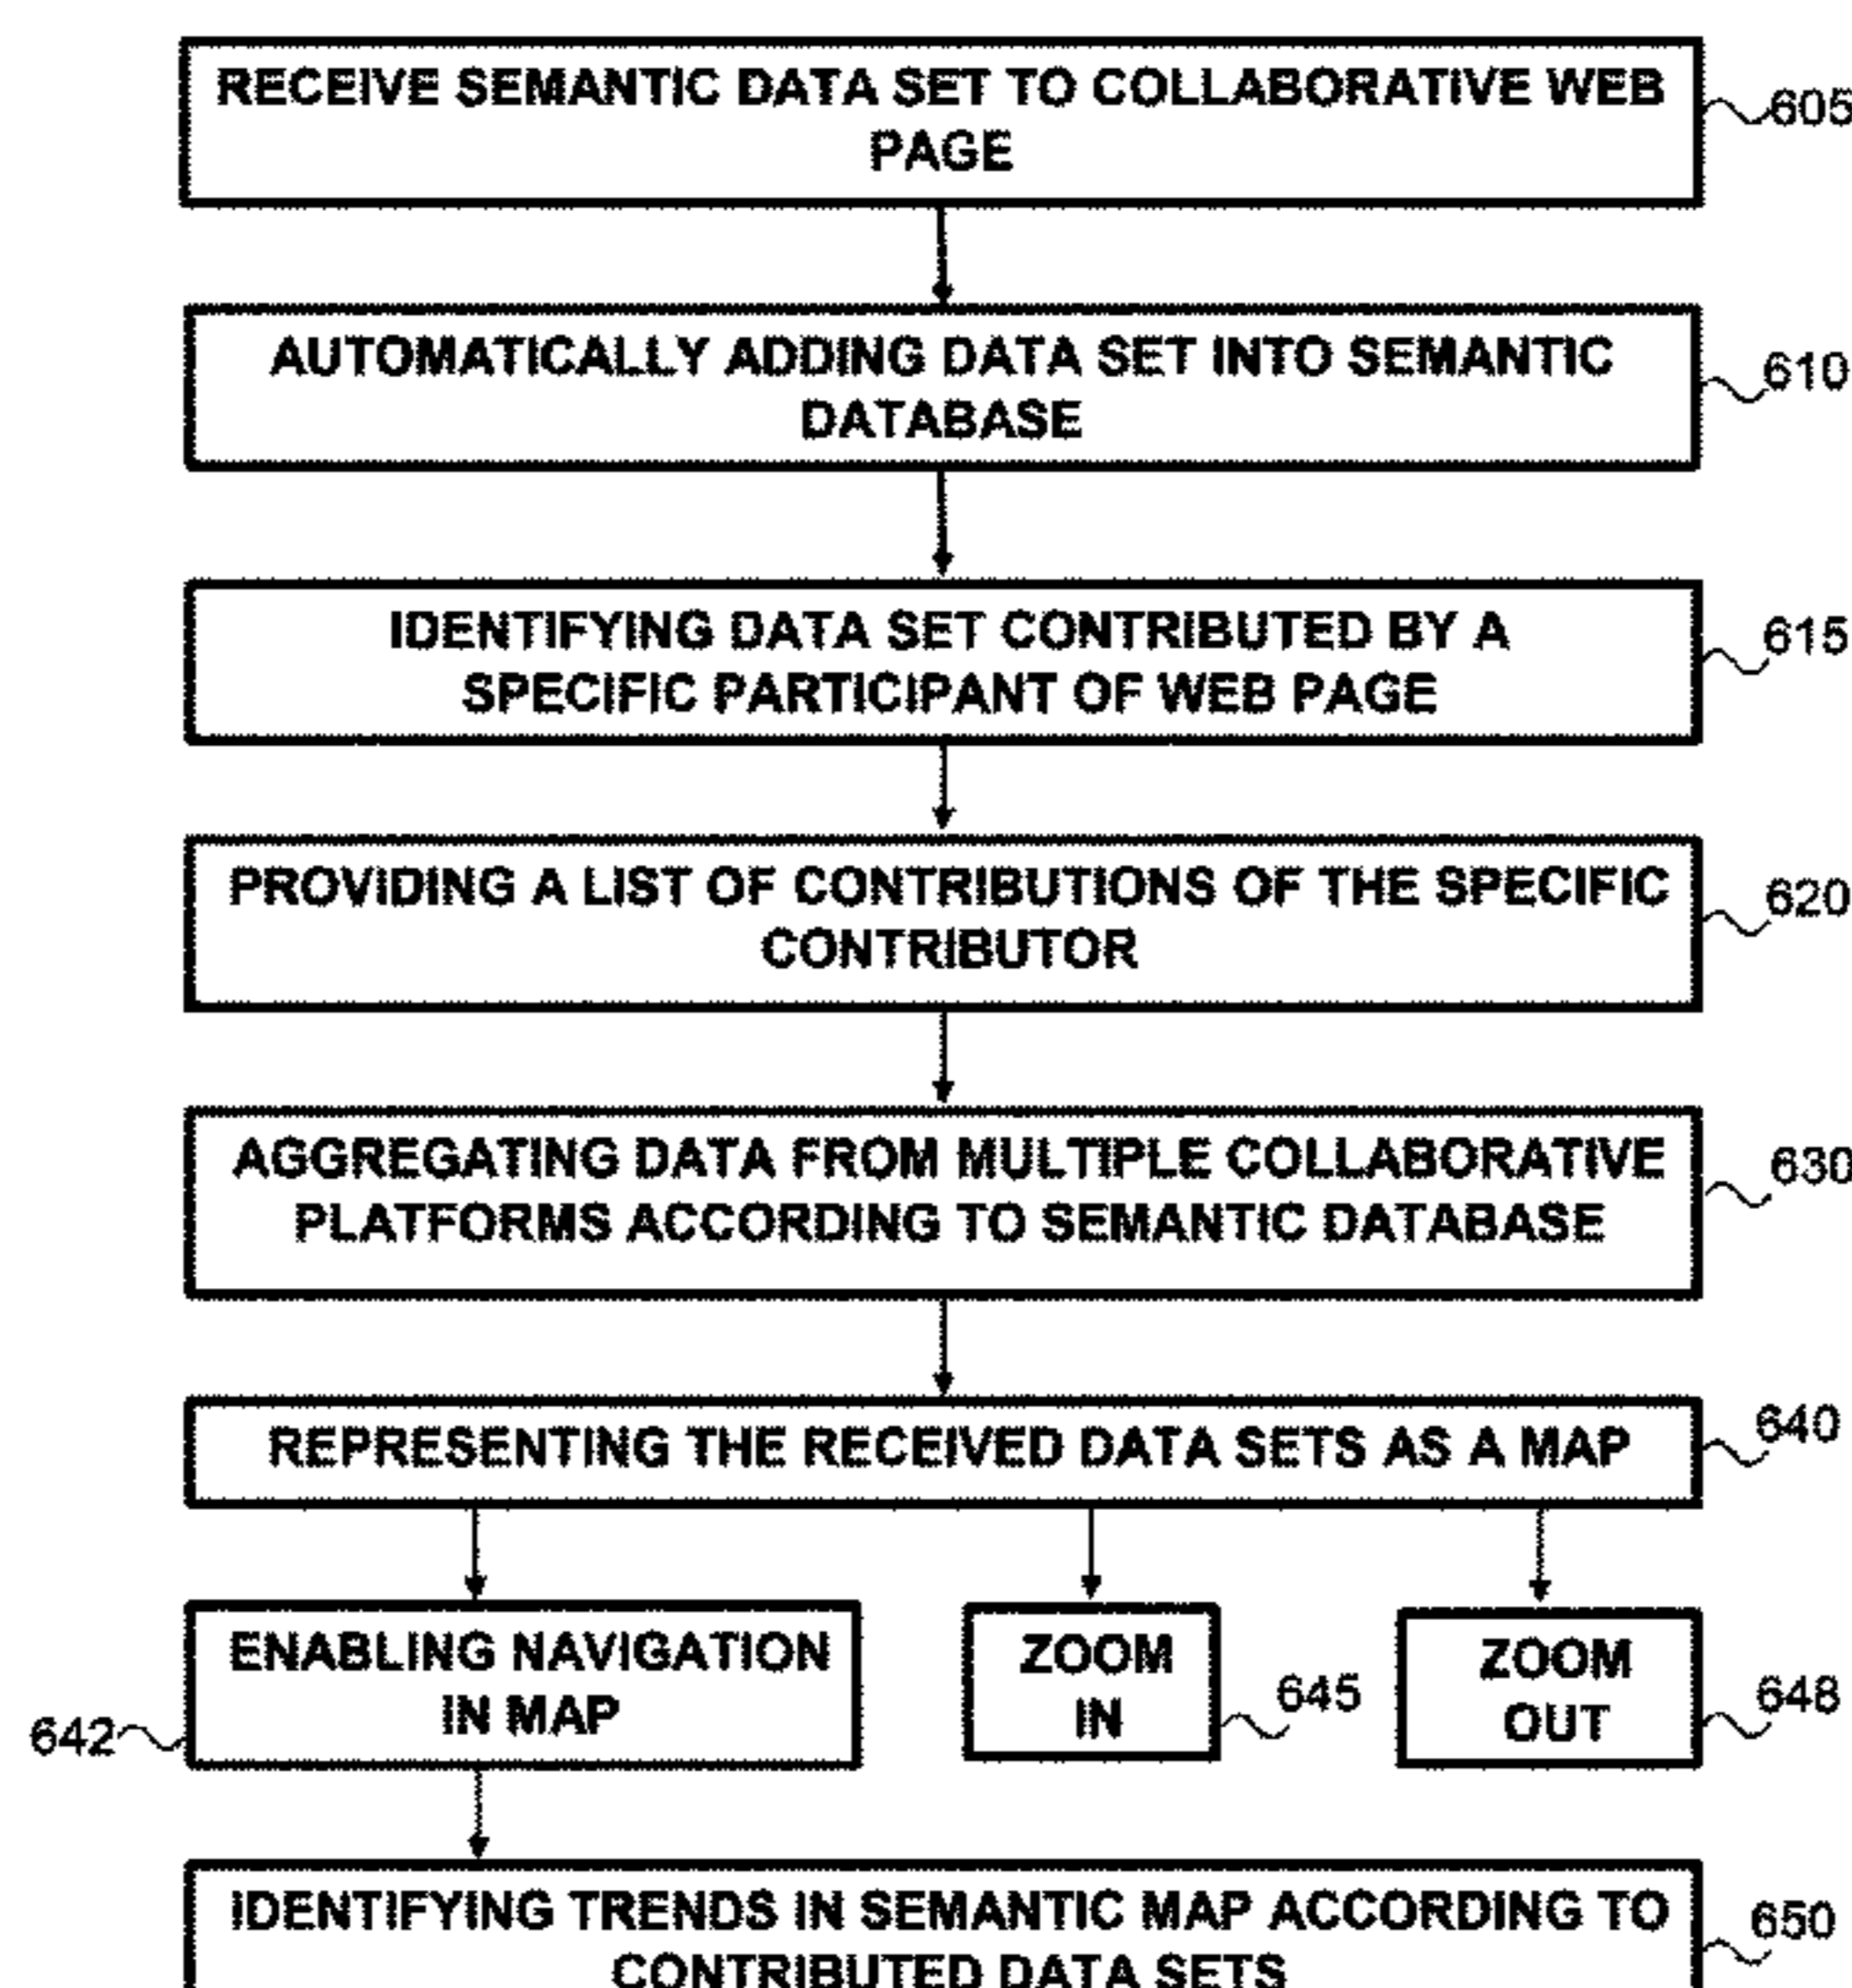 RECEIVE SEMANTIC DATA SET TO COLLABORATIVE WEB
PAGE
605
AUTOMATICALLY ADDING DATA SET INTO SEMANTIC
DATABASE
610
IDENTIFYING DATA SET CONTRIBUTED BY A
SPECIFIC PARTICIPANT OF WEB PAGE
615
PROVIDING A LIST OF CONTRIBUTIONS OF THE SPECIFIC
CONTRIBUTOR
620
AGGREGATING DATA FROM MULTIPLE COLLABORATIVE
PLATFORMS ACCORDING TO SEMANTIC DATABASE
630
REPRESENTING THE RECEIVED DATA SETS AS A MAP
640
ENABLING NAVIGATION
IN MAP
642
ZOOM
IN
645
ZOOM
OUT
648
IDENTIFYING TRENDS IN SEMANTIC MAP ACCORDING TO
CONTRIBUTED DATA SETS
650